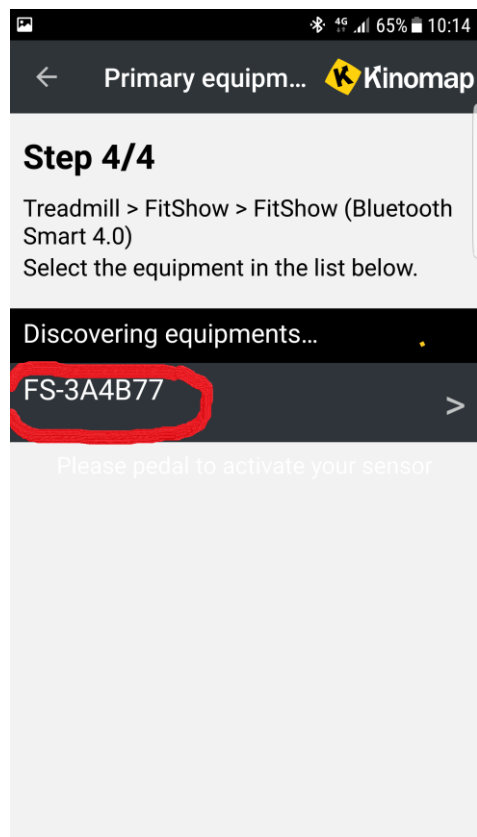 4G 65% 10:14
← Primary equipm... Kinomap
Step 4/4
Treadmill > FitShow > FitShow (Bluetooth
Smart 4.0)
Select the equipment in the list below.
Discovering equipments...
FS-3A4B77 >
Please pedal to activate your sensor